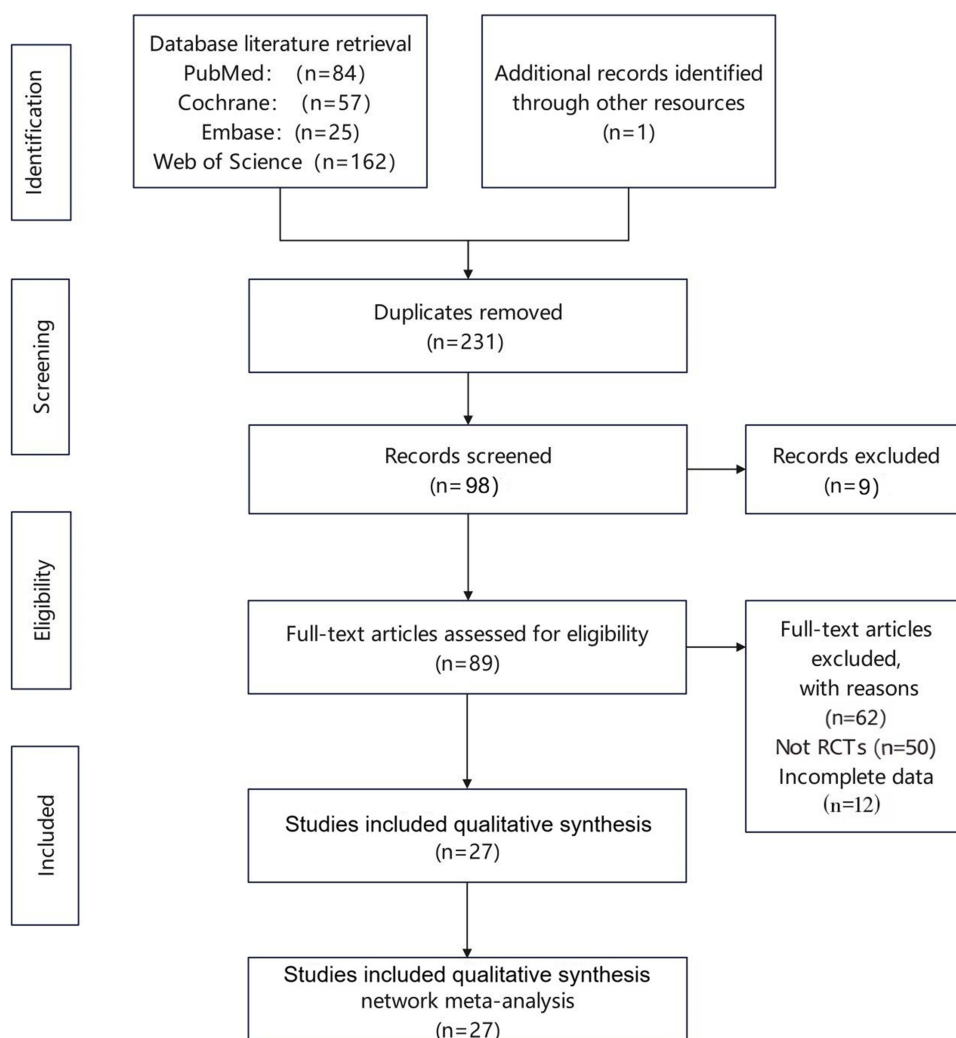 Identification
Database literature retrieval
PubMed: (n=84)
Cochrane: (n=57)
Embase: (n=25)
Web of Science (n=162)
Additional records identified
through other resources
(n=1)
Screening
Duplicates removed
(n=231)
Records screened
(n=98)
Records excluded
(n=9)
Eligibility
Full-text articles assessed for eligibility
(n=89)
Full-text articles
excluded,
with reasons
(n=62)
Not RCTs (n=50)
Incomplete data
(n=12)
Included
Studies included qualitative synthesis
(n=27)
Studies included qualitative synthesis
network meta-analysis
(n=27)